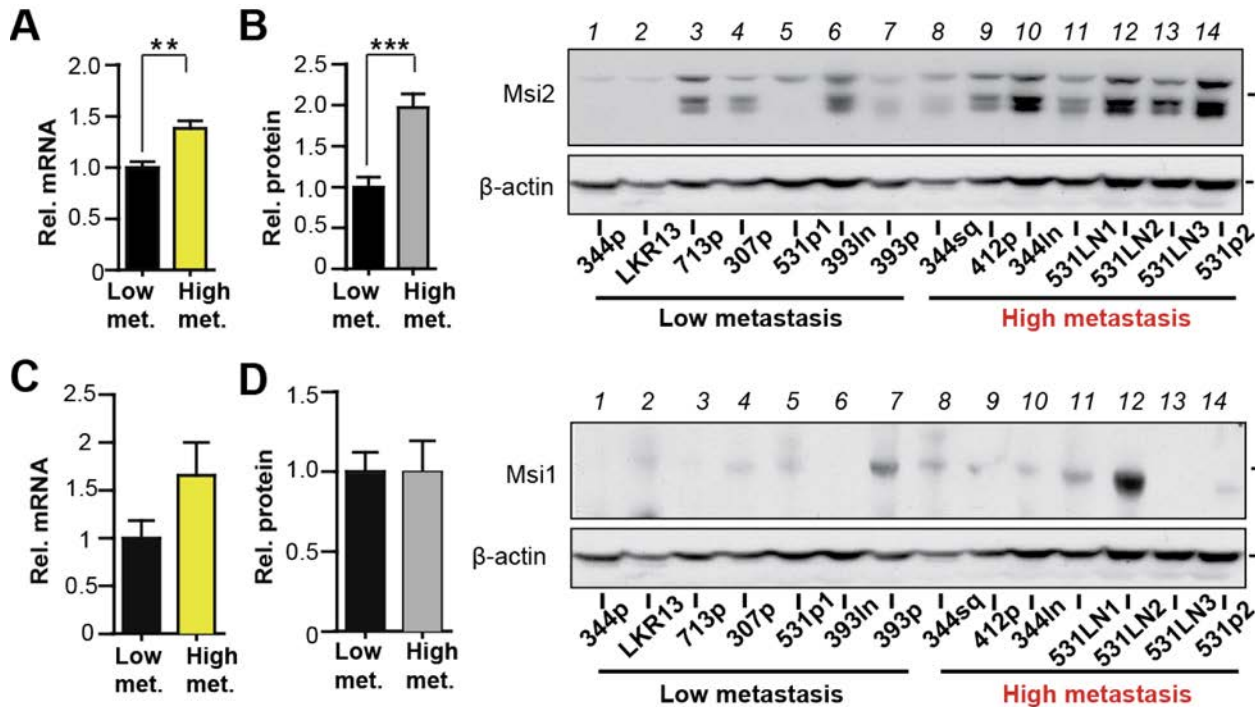 A
**
Rel. mRNA
2.0
1.5
1.0
0.5
0
Low met.
High met.
B
***
Rel. protein
2.5
2.0
1.5
1.0
0.5
0
Low met.
High met.
1 2 3 4 5 6 7 8 9 10 11 12 13 14
Msi2
β-actin
344p LKR13 713p 307p 531p1 393ln 393p 344sq 412p 344ln 531LN1 531LN2 531LN3 531p2
Low metastasis
High metastasis
C
Rel. mRNA
2.5
2
1.5
1
0.5
0
Low met.
High met.
D
Rel. protein
1.5
1.0
0.5
0
Low met.
High met.
1 2 3 4 5 6 7 8 9 10 11 12 13 14
Msi1
β-actin
344p LKR13 713p 307p 531p1 393ln 393p 344sq 412p 344ln 531LN1 531LN2 531LN3 531p2
Low metastasis
High metastasis